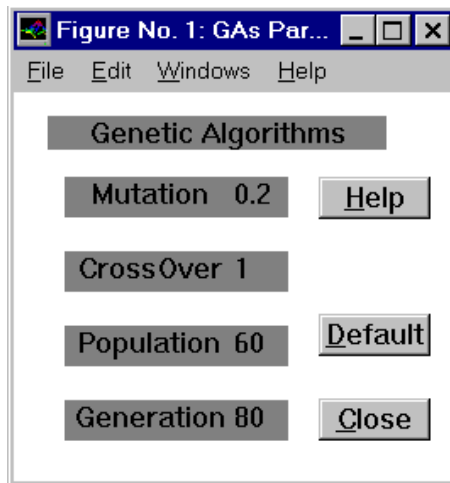 Figure No. 1: GAs Par...
File Edit Windows Help
Genetic Algorithms
Mutation 0.2
Help
CrossOver 1
Population 60
Default
Generation 80
Close